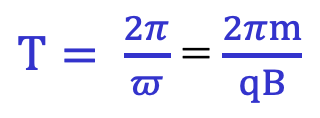 T = 2π/ϖ = 2πm/qB